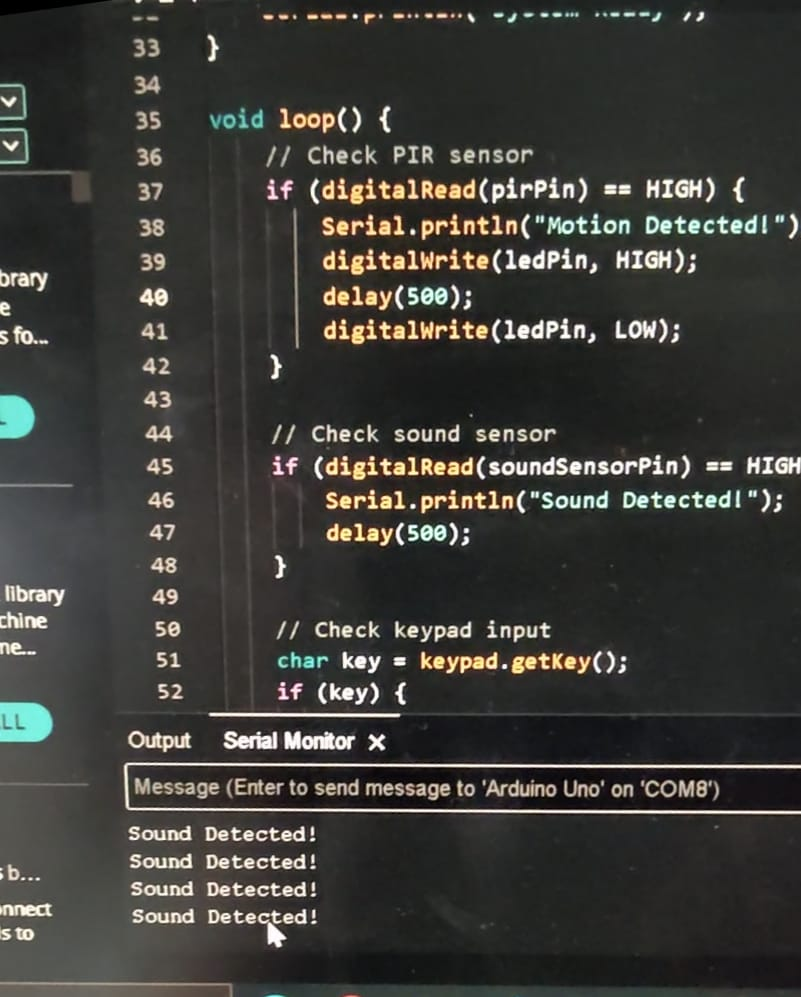 33 }
34
35 void loop() {
36 // Check PIR sensor
37 if (digitalRead(pirPin) == HIGH) {
38 Serial.println("Motion Detected!")
39 digitalWrite(ledPin, HIGH);
40 delay(500);
41 digitalWrite(ledPin, LOW);
42 }
43
44 // Check sound sensor
45 if (digitalRead(soundSensorPin) == HIGH
46 Serial.println("Sound Detected!");
47 delay(500);
48 }
49
50 // Check keypad input
51 char key = keypad.getKey();
52 if (key) {
brary
e
s fo...
L
library
chine
ne...
LL
s b...
onnect
ls to
Output Serial Monitor X
Message (Enter to send message to 'Arduino Uno' on 'COM8')
Sound Detected!
Sound Detected!
Sound Detected!
Sound Detected!